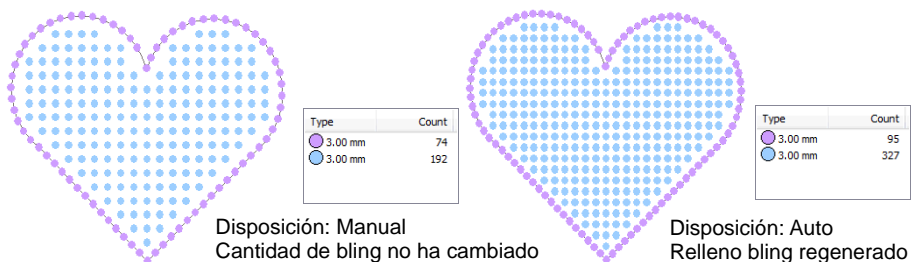 Type Count
3.00 mm 74
3.00 mm 192
Disposición: Manual
Cantidad de bling no ha cambiado
Type Count
3.00 mm 95
3.00 mm 327
Disposición: Auto
Relleno bling regenerado